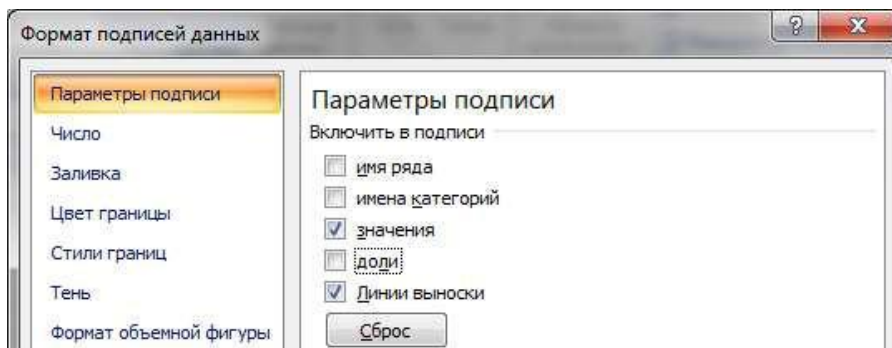 Формат подписей данных
?
Параметры подписи
Число
Заливка
Цвет границы
Стили границ
Тень
Формат объемной фигуры
Параметры подписи
Включить в подписи
имя ряда
имена категорий
значения
доли
Линии выноски
Сброс